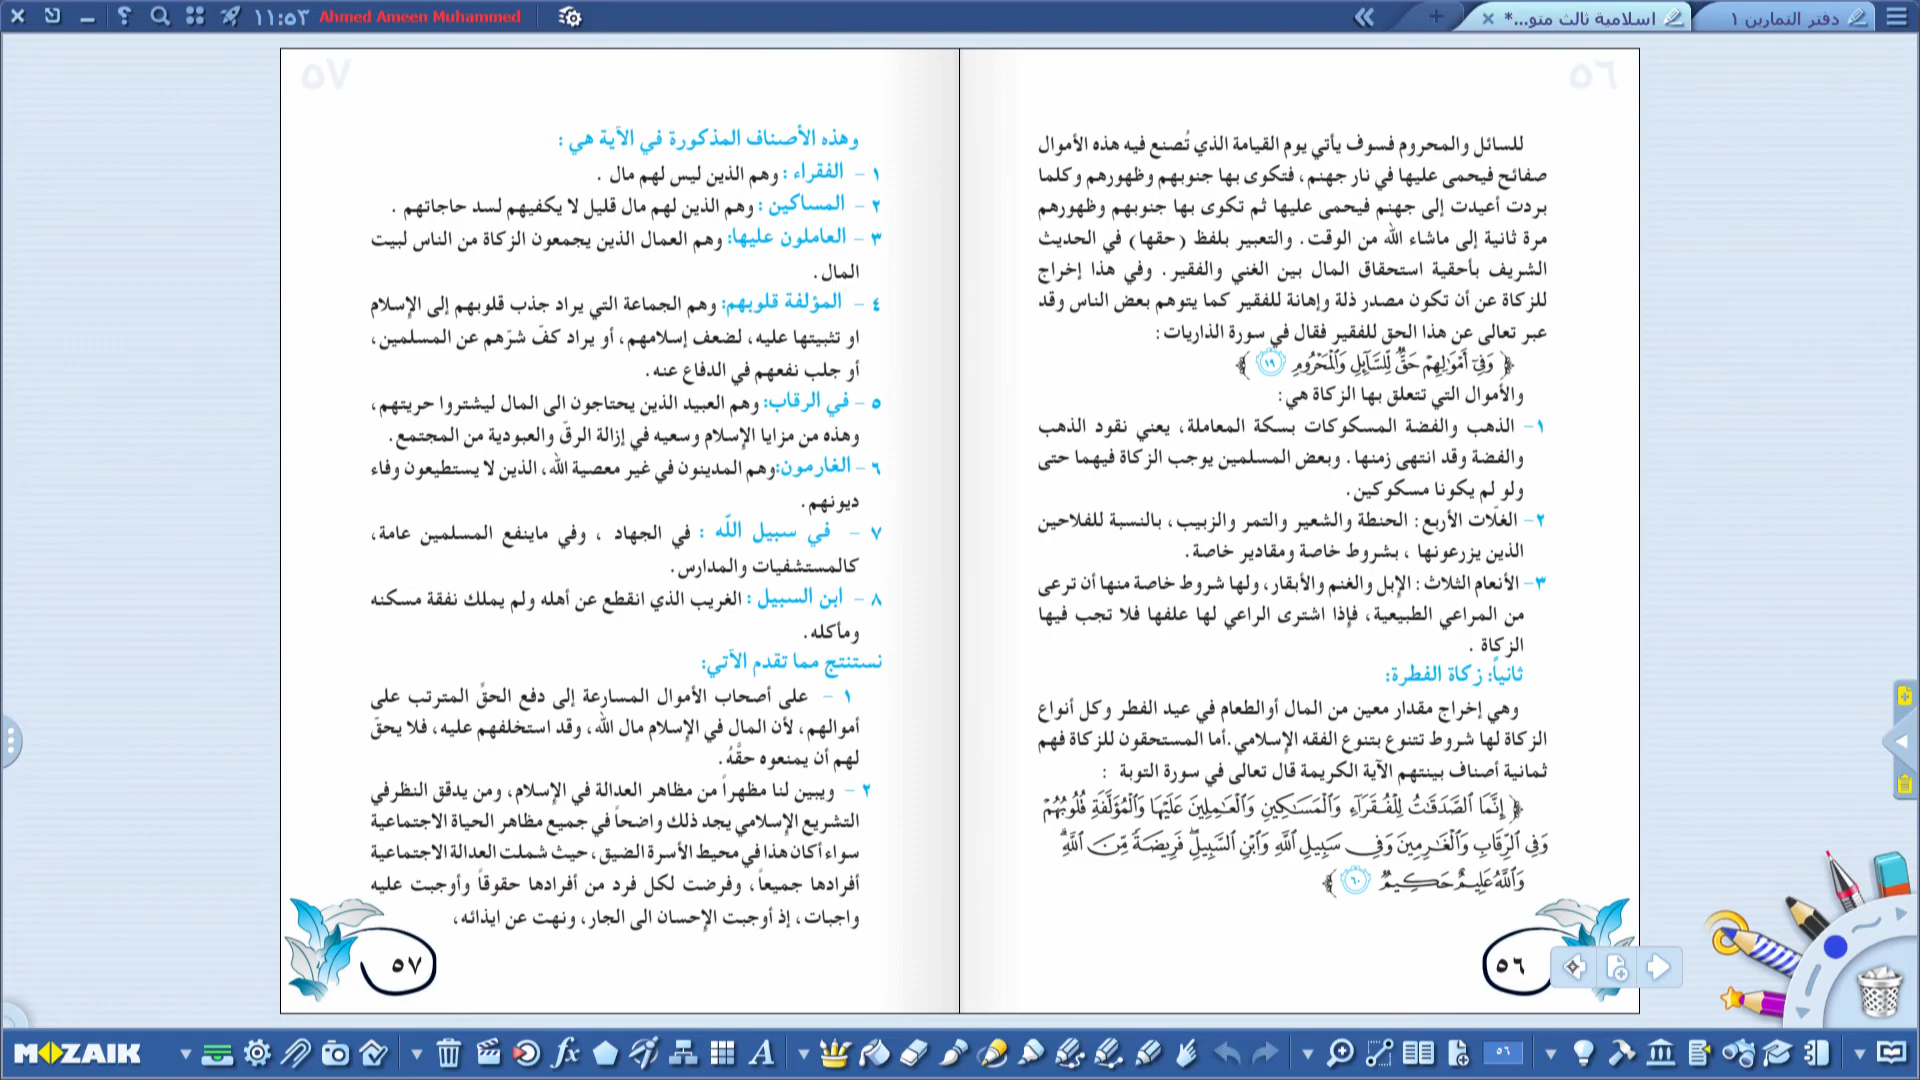 ١١:٥٣ Ahmed Ameen Muhammed
اسلامية ثالث متو...*
دفتر التمارين ١
٥٦
للسائل والمحروم فسوف يأتي يوم القيامة الذي تُصنع فيه هذه الأموال
صفائح فيحمى عليها في نار جهنم، فتكوى بها جنوبهم وظهورهم وكلما
بردت أعيدت إلى جهنم فيحمى عليها ثم تكوى بها جنوبهم وظهورهم
مرة ثانية إلى ماشاء الله من الوقت. والتعبير بلفظ (حقها) في الحديث
الشريف بأحقية استحقاق المال بين الغني والفقير. وفي هذا إخراج
للزكاة عن أن تكون مصدر ذلة وإهانة للفقير كما يتوهم بعض الناس وقد
عبر تعالى عن هذا الحق للفقير فقال في سورة الذاريات:
﴿ وَفِىٓ أَمْوَٰلِهِمْ حَقٌّ لِّلسَّآئِلِ وَٱلْمَحْرُومِ ١٩ ﴾
والأموال التي تتعلق بها الزكاة هي:
١- الذهب والفضة المسكوكات بسكة المعاملة، يعني نقود الذهب
والفضة وقد انتهى زمنها. وبعض المسلمين يوجب الزكاة فيهما حتى
ولو لم يكونا مسكوكين.
٢- الغلّات الأربع: الحنطة والشعير والتمر والزبيب، بالنسبة للفلاحين
الذين يزرعونها ، بشروط خاصة ومقادير خاصة.
٣- الأنعام الثلاث: الإبل والغنم والأبقار، ولها شروط خاصة منها أن ترعى
من المراعي الطبيعية، فإذا اشترى الراعي لها علفها فلا تجب فيها
الزكاة .
ثانياً: زكاة الفطرة:
وهي إخراج مقدار معين من المال أوالطعام في عيد الفطر وكل أنواع
الزكاة لها شروط تتنوع بتنوع الفقه الإسلامي.أما المستحقون للزكاة فهم
ثمانية أصناف بينتهم الآية الكريمة قال تعالى في سورة التوبة :
﴿ إِنَّمَا ٱلصَّدَقَٰتُ لِلْفُقَرَآءِ وَٱلْمَسَٰكِينِ وَٱلْعَٰمِلِينَ عَلَيْهَا وَٱلْمُؤَلَّفَةِ قُلُوبُهُمْ
وَفِى ٱلرِّقَابِ وَٱلْغَٰرِمِينَ وَفِى سَبِيلِ ٱللَّهِ وَٱبْنِ ٱلسَّبِيلِ ۖ فَرِيضَةً مِّنَ ٱللَّهِ ۗ
وَٱللَّهُ عَلِيمٌ حَكِيمٌ ٦٠ ﴾
٥٦
٥٧
وهذه الأصناف المذكورة في الآية هي:
١ - الفقراء: وهم الذين ليس لهم مال .
٢ - المساكين: وهم الذين لهم مال قليل لا يكفيهم لسد حاجاتهم .
٣ - العاملون عليها: وهم العمال الذين يجمعون الزكاة من الناس لبيت
المال.
٤ - المؤلفة قلوبهم: وهم الجماعة التي يراد جذب قلوبهم إلى الإسلام
او تثبيتها عليه، لضعف إسلامهم، أو يراد كفّ شرّهم عن المسلمين،
أو جلب نفعهم في الدفاع عنه.
٥ - في الرقاب: وهم العبيد الذين يحتاجون الى المال ليشتروا حريتهم،
وهذه من مزايا الإسلام وسعيه في إزالة الرقّ والعبودية من المجتمع.
٦ - الغارمون:وهم المدينون في غير معصية الله، الذين لا يستطيعون وفاء
ديونهم.
٧ - في سبيل اللّه : في الجهاد ، وفي ماينفع المسلمين عامة،
كالمستشفيات والمدارس.
٨ - ابن السبيل: الغريب الذي انقطع عن أهله ولم يملك نفقة مسكنه
ومأكله.
نستنتج مما تقدم الآتي:
١ - على أصحاب الأموال المسارعة إلى دفع الحقِّ المترتب على
أموالهم، لأن المال في الإسلام مال الله، وقد استخلفهم عليه، فلا يحقّ
لهم أن يمنعوه حقَّهُ.
٢ - ويبين لنا مظهراً من مظاهر العدالة في الإسلام، ومن يدقق النظرفي
التشريع الإسلامي يجد ذلك واضحاً في جميع مظاهر الحياة الاجتماعية
سواء أكان هذا في محيط الأسرة الضيق، حيث شملت العدالة الاجتماعية
أفرادها جميعاً، وفرضت لكل فرد من أفرادها حقوقاً وأوجبت عليه
واجبات، إذ أوجبت الإحسان الى الجار، ونهت عن ايذائه،
٥٧
MOZAIK
٥٦